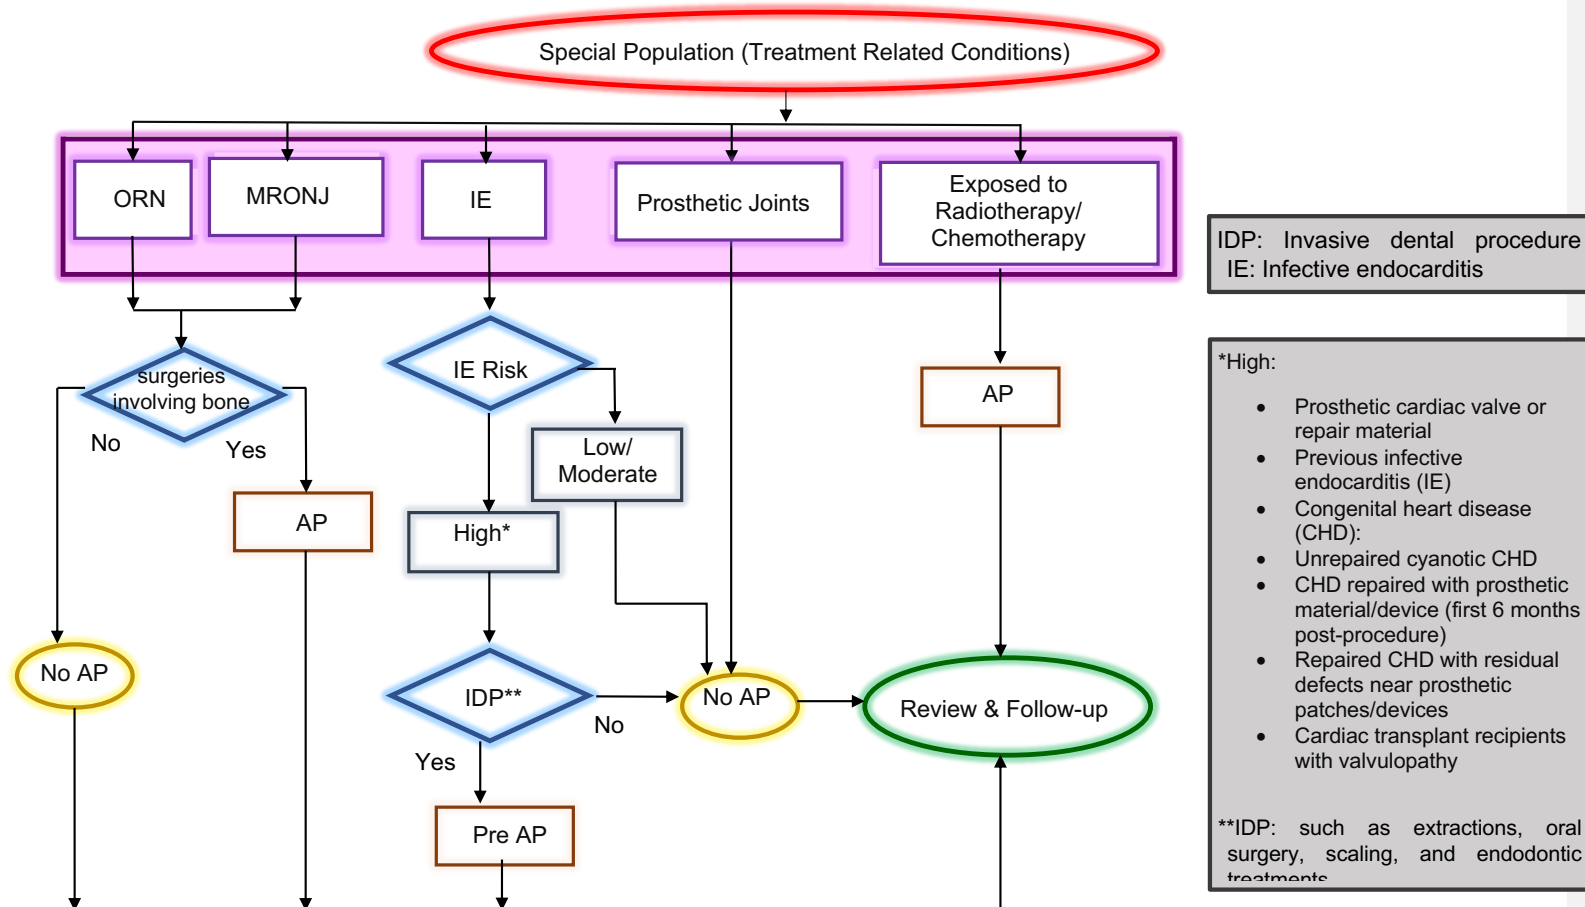 Special Population (Treatment Related Conditions)
ORN
MRONJ
IE
Prosthetic Joints
Exposed to
Radiotherapy/
Chemotherapy
IDP: Invasive dental procedure
IE: Infective endocarditis
surgeries
involving bone
No
Yes
AP
No AP
IE Risk
Low/
Moderate
High*
IDP**
No
Yes
Pre AP
No AP
AP
Review & Follow-up
*High:
• Prosthetic cardiac valve or
repair material
• Previous infective
endocarditis (IE)
• Congenital heart disease
(CHD):
• Unrepaired cyanotic CHD
• CHD repaired with prosthetic
material/device (first 6 months
post-procedure)
• Repaired CHD with residual
defects near prosthetic
patches/devices
• Cardiac transplant recipients
with valvulopathy
**IDP: such as extractions, oral
surgery, scaling, and endodontic
treatments